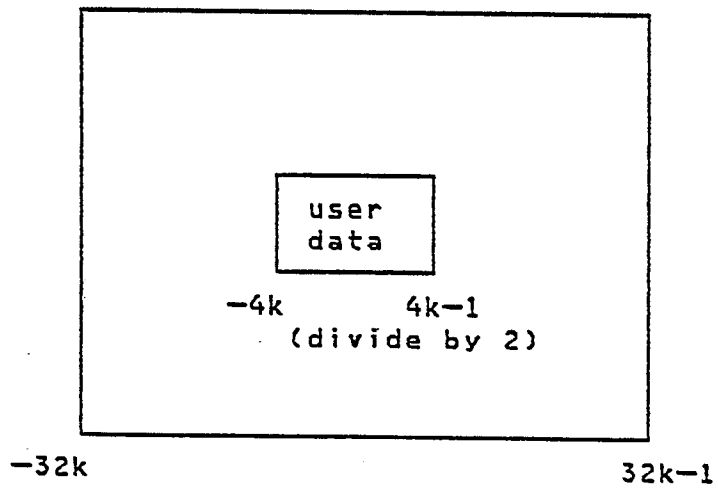 user
data
-4k 4k-1
(divide by 2)
-32k 32k-1